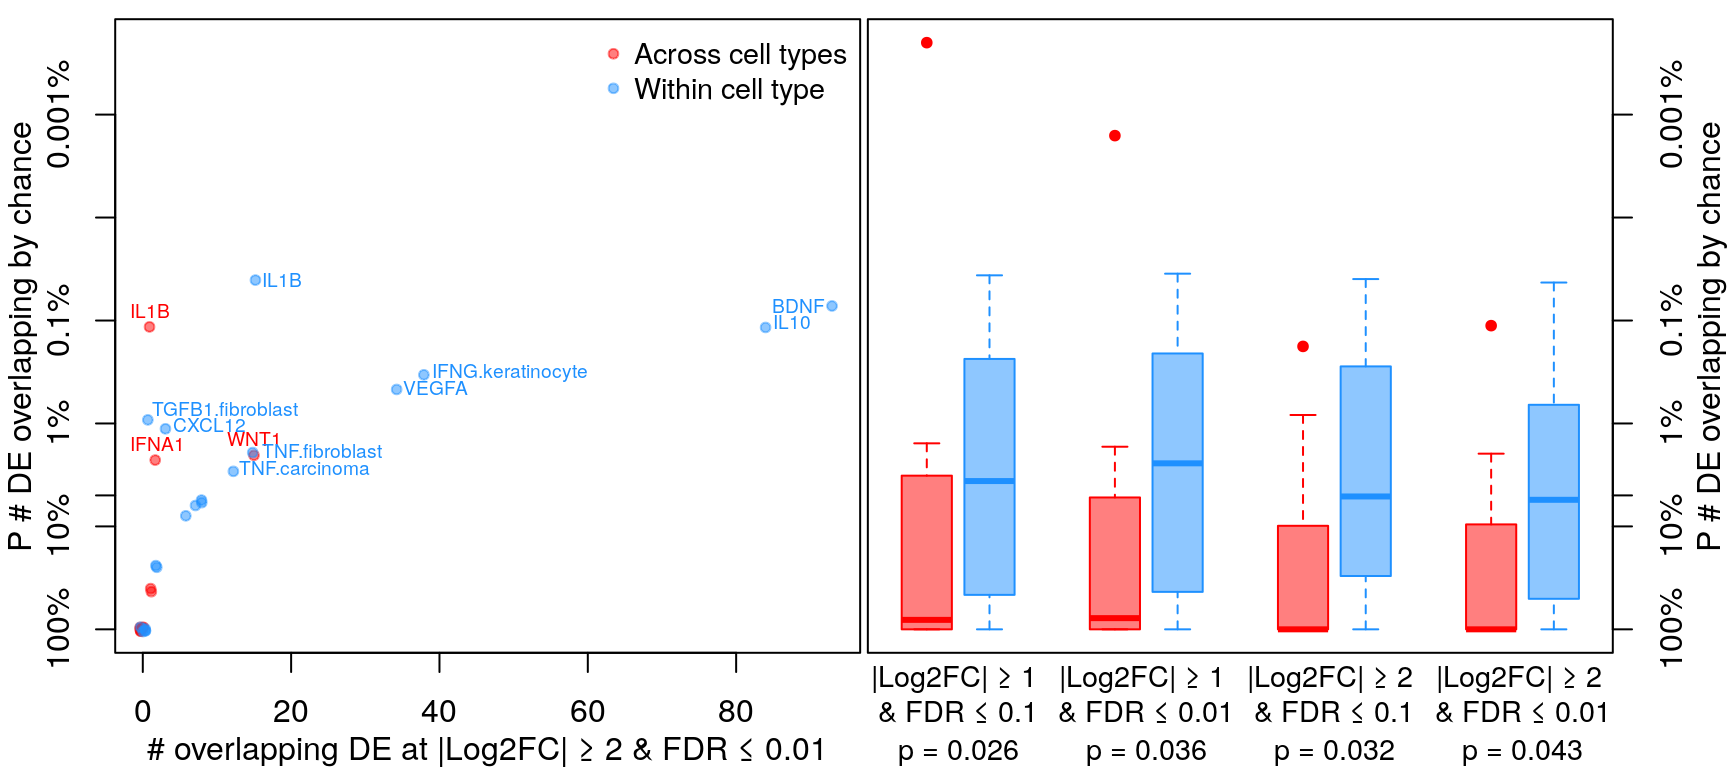 P # DE overlapping by chance
0.001%
0.1%
1%
10%
100%
Across cell types
Within cell type
IL1B
IL1B
BDNF
IL10
IFNG.keratinocyte
VEGFA
TGFB1.fibroblast
CXCL12
WNT1
IFNA1
TNF.fibroblast
TNF.carcinoma
0 20 40 60 80
# overlapping DE at |Log2FC| ≥ 2 & FDR ≤ 0.01
|Log2FC| ≥ 1
& FDR ≤ 0.1
p = 0.026
|Log2FC| ≥ 1
& FDR ≤ 0.01
p = 0.036
|Log2FC| ≥ 2
& FDR ≤ 0.1
p = 0.032
|Log2FC| ≥ 2
& FDR ≤ 0.01
p = 0.043
0.001%
0.1%
1%
10%
100%
P # DE overlapping by chance